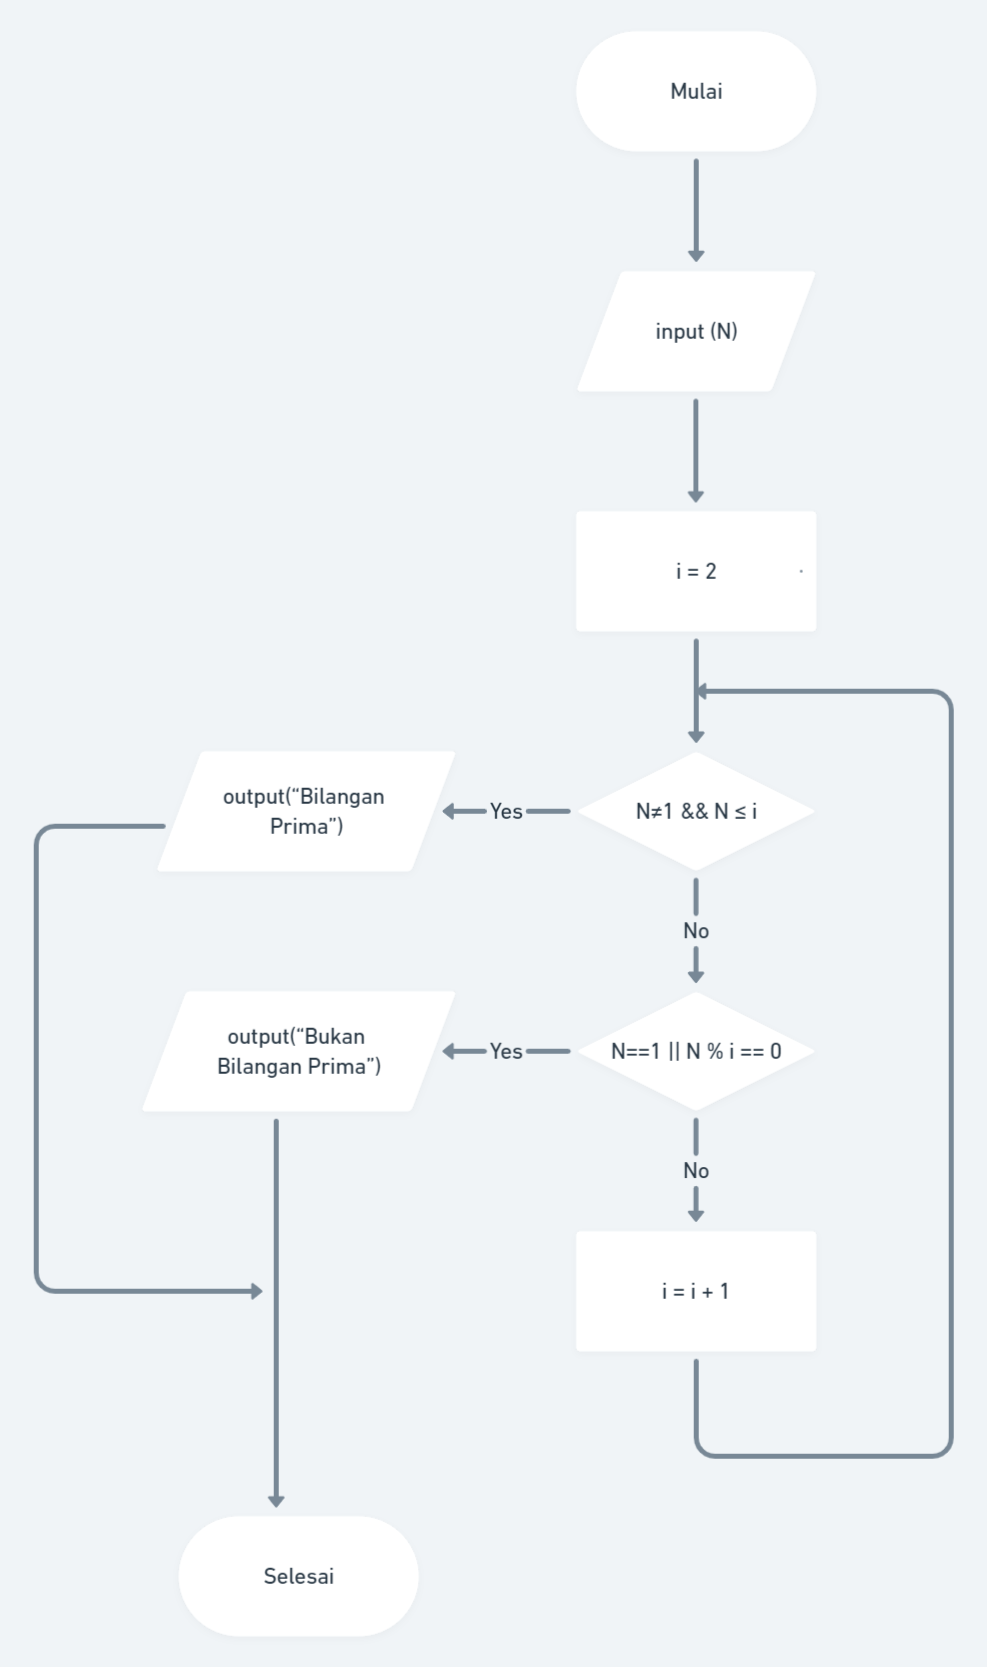 Mulai
input (N)
i = 2
N≠1 && N ≤ i
Yes
output(“Bilangan
Prima”)
No
N==1 || N % i == 0
Yes
output(“Bukan
Bilangan Prima”)
No
i = i + 1
Selesai